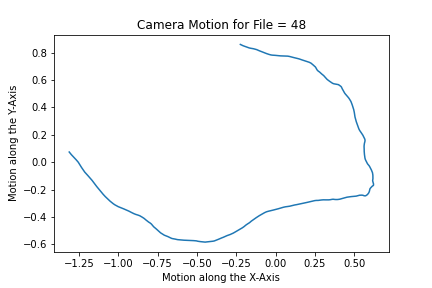 Camera Motion for File = 48
Motion along the Y-Axis
0.8
0.6
0.4
0.2
0.0
−0.2
−0.4
−0.6
−1.25 −1.00 −0.75 −0.50 −0.25 0.00 0.25 0.50
Motion along the X-Axis